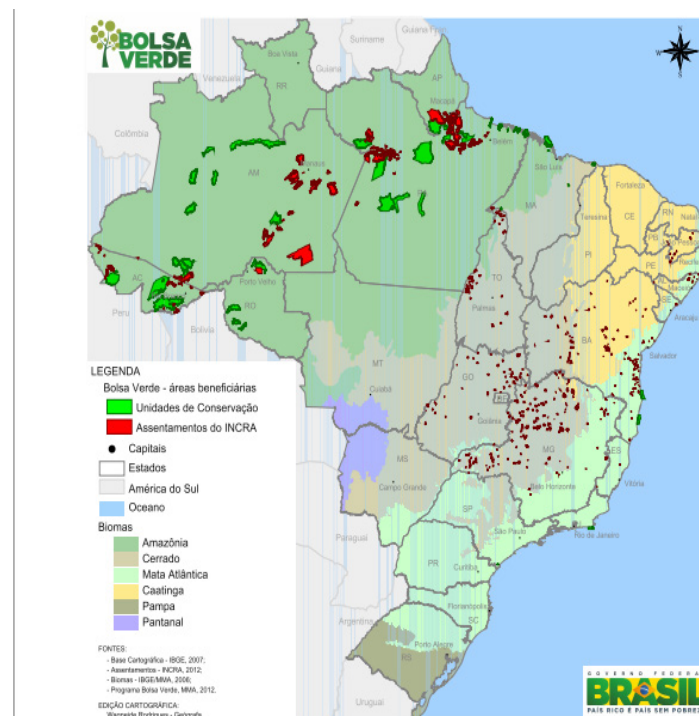 BOLSA
VERDE
Suriname
Guiana
Venezuela
Guiana
Colômbia
Boa Vista
RR
AP
Macapá
Belém
São Luís
AM
PA
MA
Fortaleza
Teresina
CE
RN
Natal
PB
PI
PE
Recife
AC
Porto Velho
RO
TO
Palmas
SE
Aracaju
Peru
Bolívia
BA
Salvador
MT
Cuiabá
GO
Goiânia
MG
ES
Belo Horizonte
Vitória
MS
Campo Grande
SP
São Paulo
Rio de Janeiro
Paraguai
PR
Curitiba
Florianópolis
SC
Argentina
Porto Alegre
RS
Uruguai
N
W
E
S
LEGENDA
Bolsa Verde - áreas beneficiárias
Unidades de Conservação
Assentamentos do INCRA
Capitais
Estados
América do Sul
Oceano
Biomas
Amazônia
Cerrado
Mata Atlântica
Caatinga
Pampa
Pantanal
FONTES:
- Base Cartográfica - IBGE, 2007;
- Assentamentos - INCRA, 2012;
- Biomas - IBGE/MMA, 2006;
- Programa Bolsa Verde, MMA, 2012.
EDIÇÃO CARTOGRÁFICA:
GOVERNO FEDERAL
BRASIL
PAÍS RICO É PAÍS SEM POBREZA